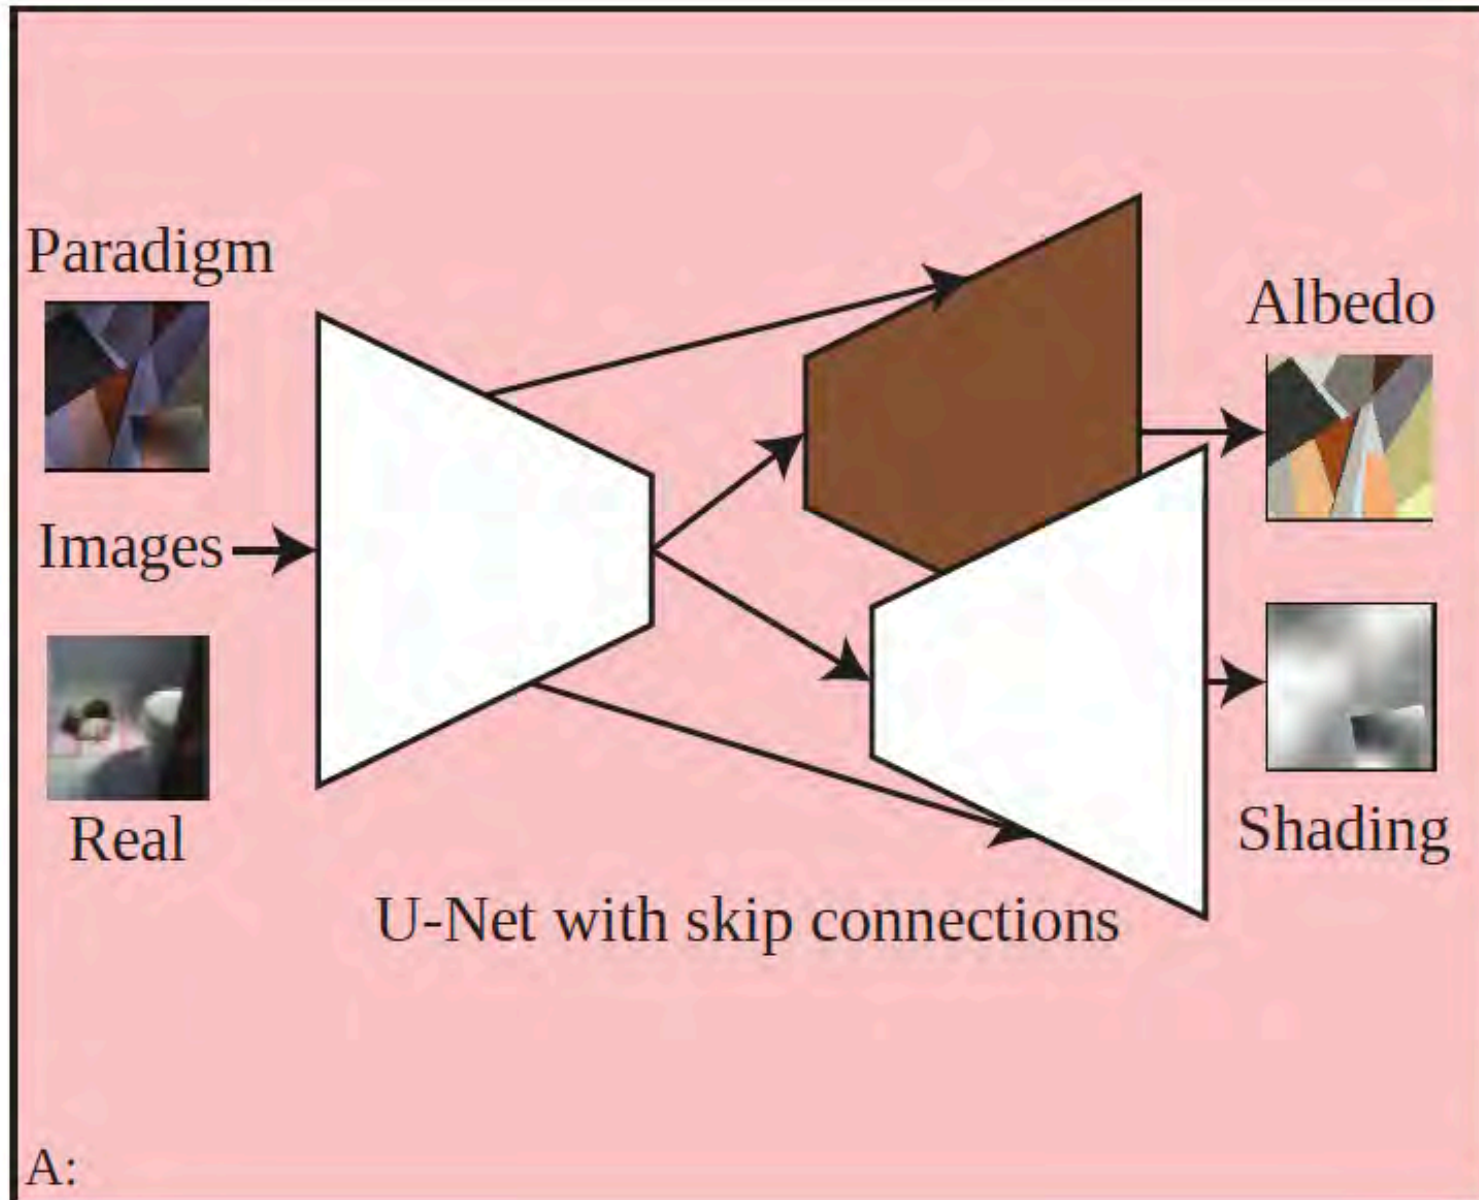 Paradigm
Images
Real
Albedo
Shading
U-Net with skip connections
A: